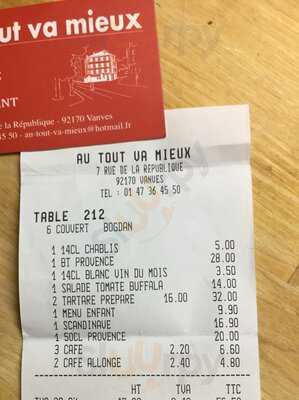 tout va mieux
ANT
de la République - 92170 Vanves
45 50 - au-tout-va-mieux@hotmail.fr
AU TOUT VA MIEUX
7 RUE DE LA REPUBLIQUE
92170 VANVES
TEL : 01 47 36 45 50
TABLE 212
6 COUVERT BOGDAN
1 14CL CHABLIS 5.00
1 BT PROVENCE 28.00
1 14CL BLANC VIN DU MOIS 3.50
1 SALADE TOMATE BUFFALA 14.00
2 TARTARE PREPARE 16.00 32.00
1 MENU ENFANT 9.90
1 SCANDINAVE 16.90
1 50CL PROVENCE 20.00
3 CAFE 2.20 6.60
2 CAFE ALLONGE 2.40 4.80
HT TVA TTC